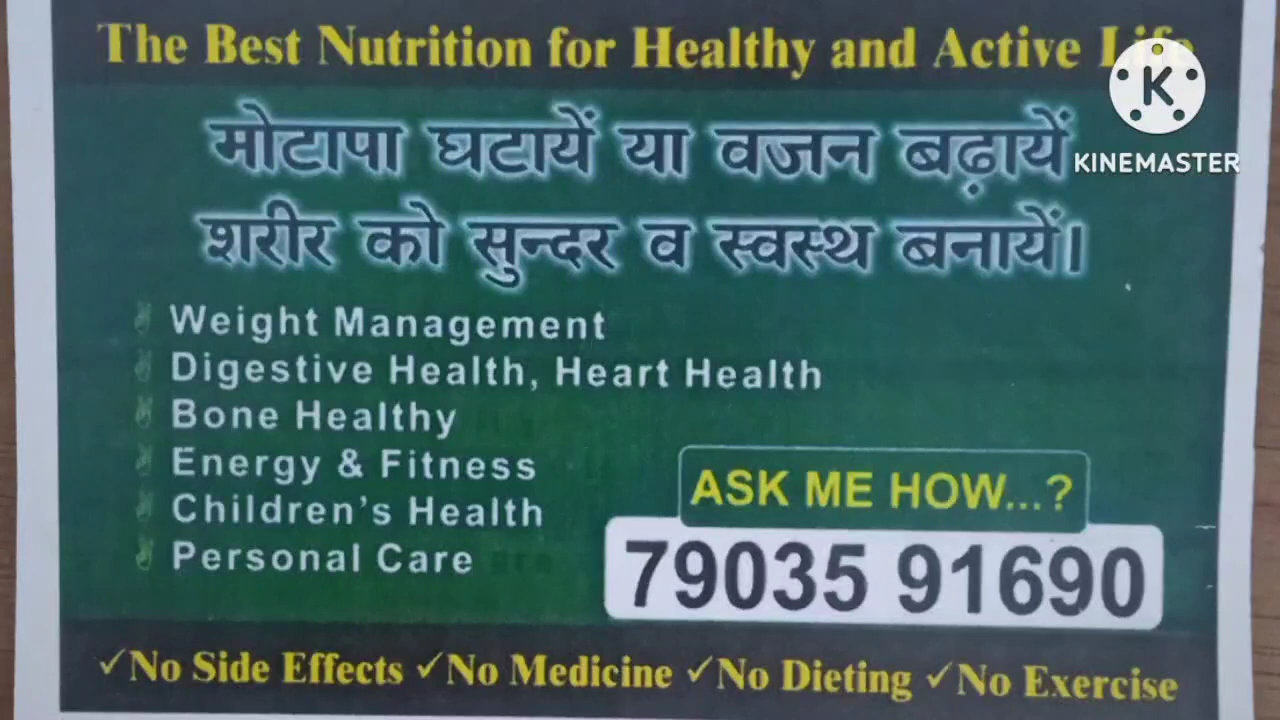 The Best Nutrition for Healthy and Active Life
K
KINEMASTER
मोटापा घटायें या वजन बढ़ायें
शरीर को सुन्दर व स्वस्थ बनायें।
Weight Management
Digestive Health, Heart Health
Bone Healthy
Energy & Fitness
Children's Health
Personal Care
ASK ME HOW...?
79035 91690
✓No Side Effects ✓No Medicine ✓No Dieting ✓No Exercise